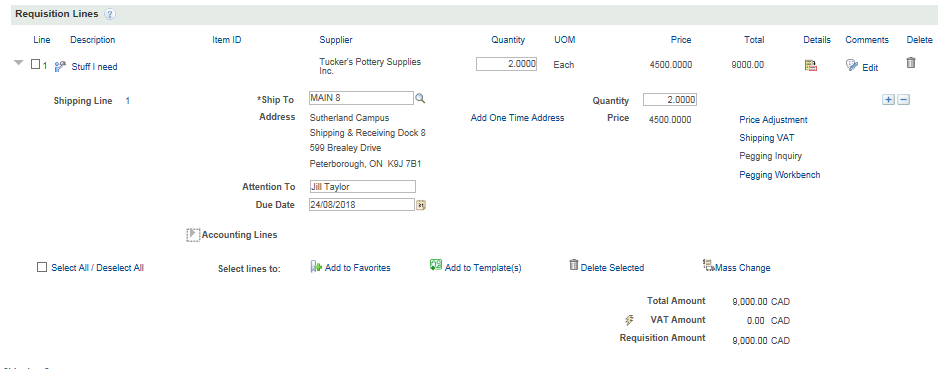 Requisition Lines
Line Description Item ID Supplier Quantity UOM Price Total Details Comments Delete
1 Stuff I need Tucker's Pottery Supplies Inc. 2.0000 Each 4500.0000 9000.00 Edit
Shipping Line 1 *Ship To MAIN 8 Quantity 2.0000
Address Sutherland Campus Add One Time Address Price 4500.0000 Price Adjustment
Shipping & Receiving Dock 8 Shipping VAT
599 Brealey Drive Pegging Inquiry
Peterborough, ON K9J 7B1 Pegging Workbench
Attention To Jill Taylor
Due Date 24/08/2018
Accounting Lines
Select All / Deselect All Select lines to: Add to Favorites Add to Template(s) Delete Selected Mass Change
Total Amount 9,000.00 CAD
VAT Amount 0.00 CAD
Requisition Amount 9,000.00 CAD